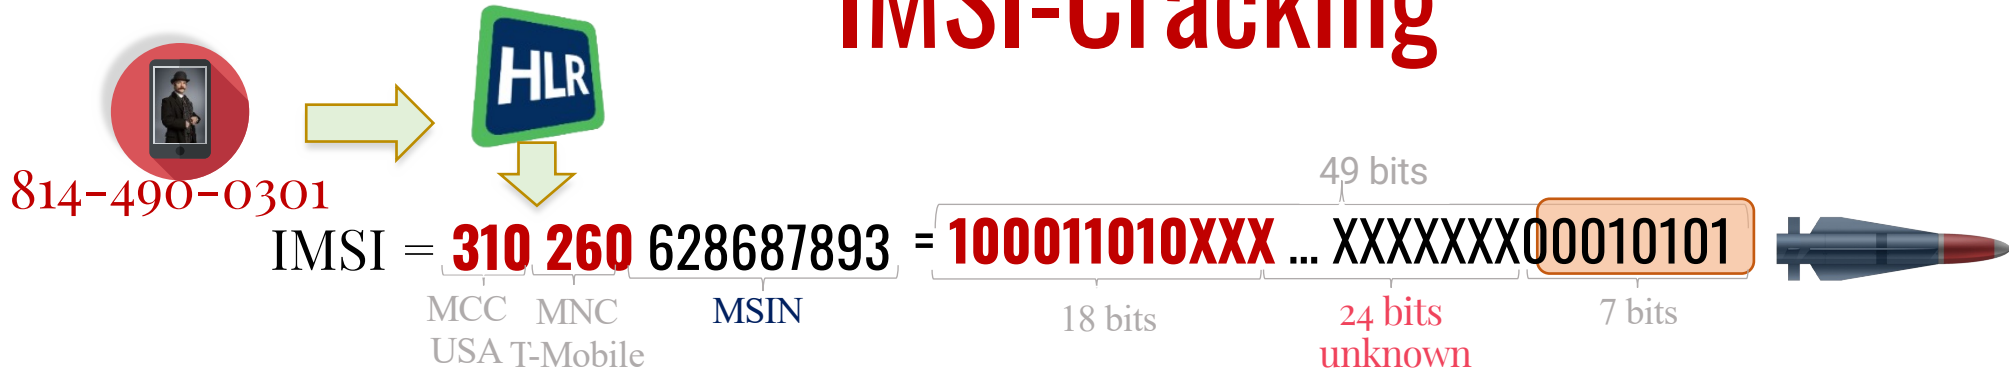 IMSI-Cracking
HLR
814-490-0301
49 bits
IMSI = 310 260 628687893 = 100011010XXX ... XXXXXXX00010101
MCC MNC MSIN 18 bits 24 bits 7 bits
USA T-Mobile unknown